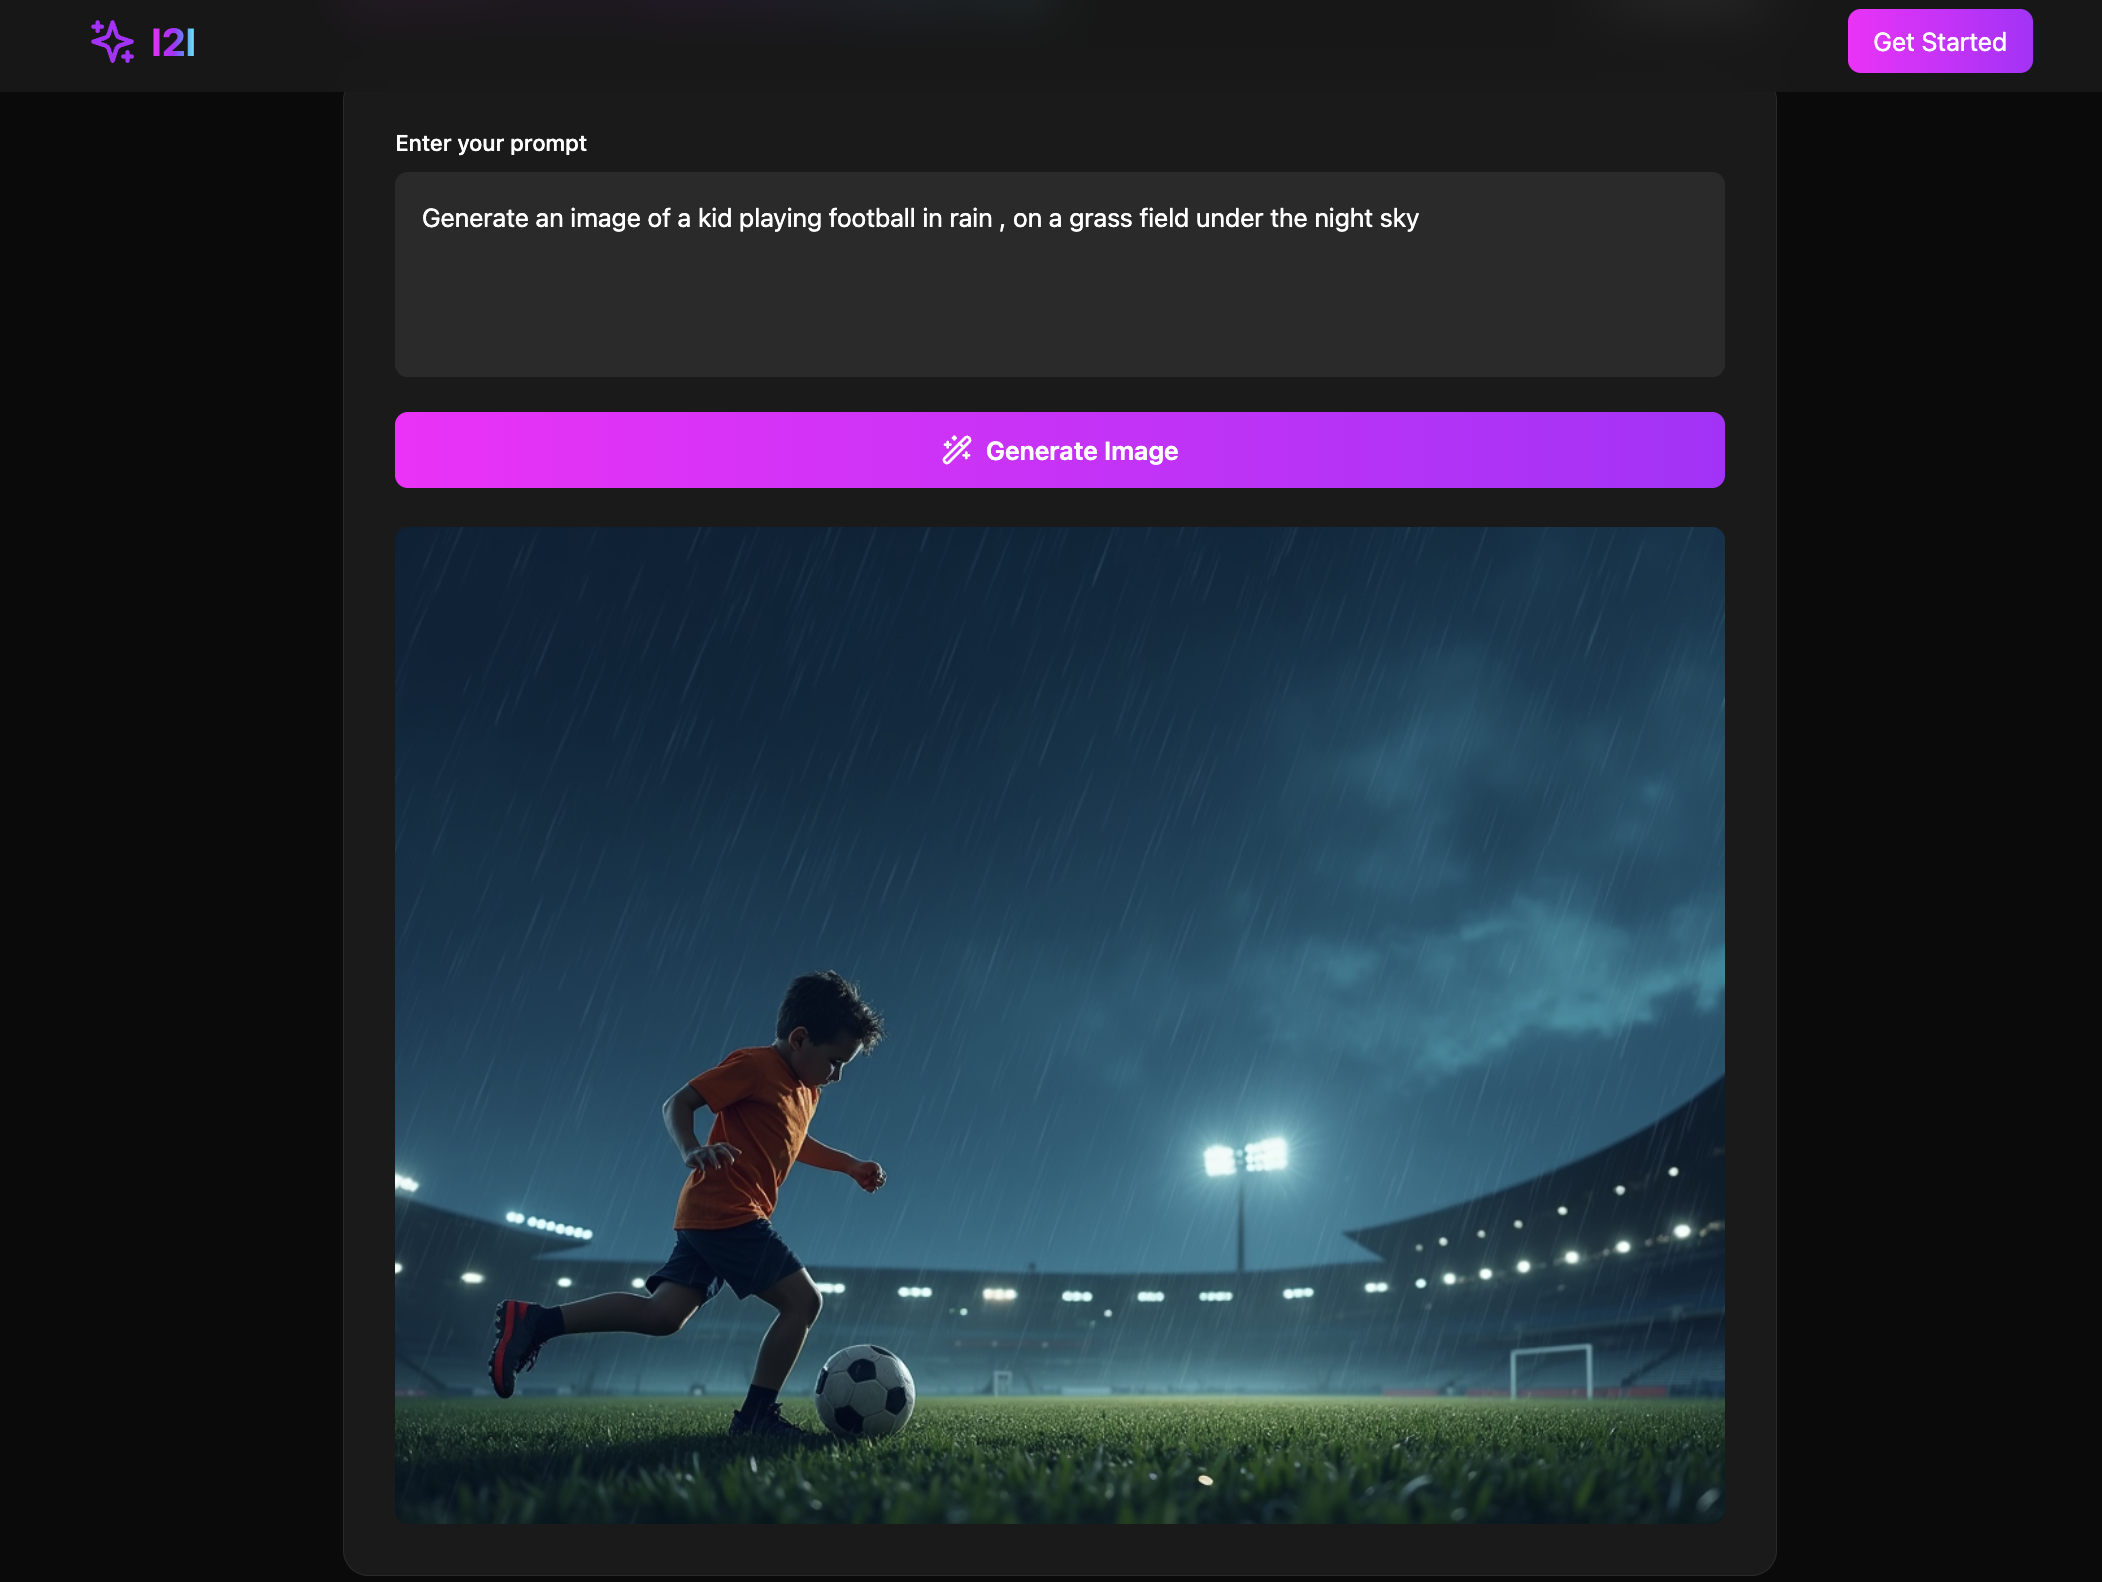 I2I
Get Started
Enter your prompt
Generate an image of a kid playing football in rain , on a grass field under the night sky
Generate Image